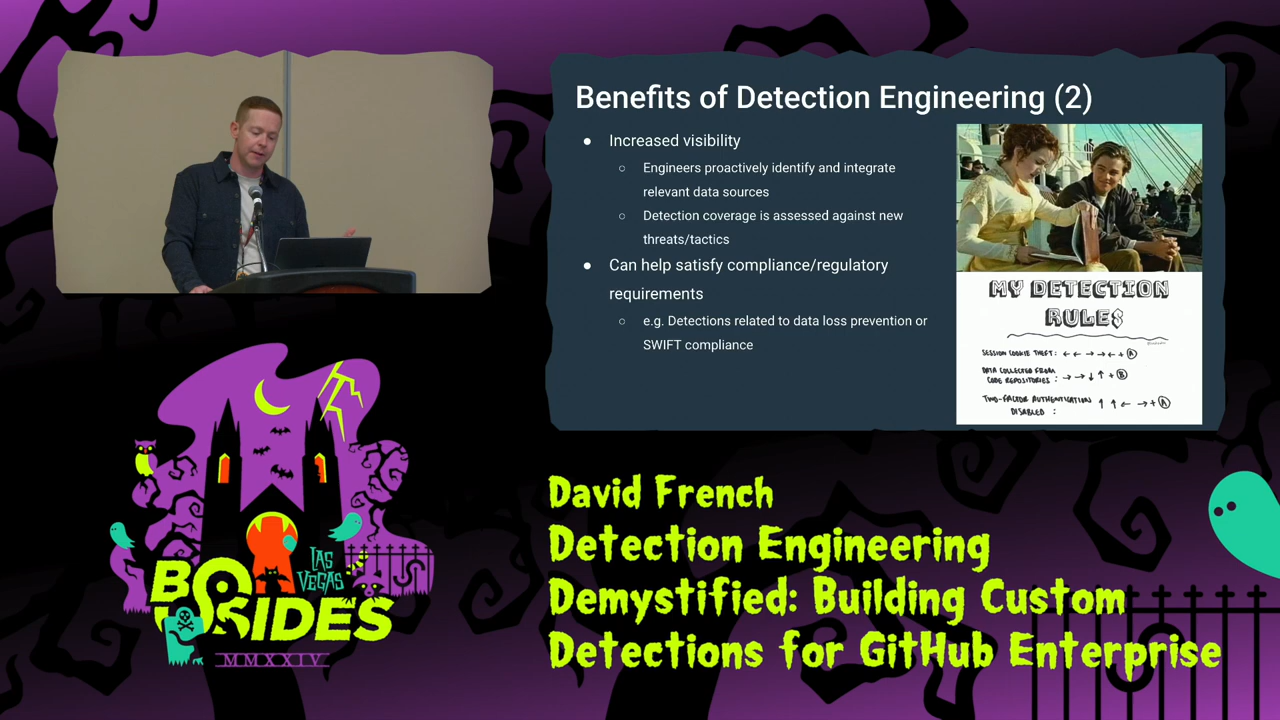 Benefits of Detection Engineering (2)
● Increased visibility
○ Engineers proactively identify and integrate
relevant data sources
○ Detection coverage is assessed against new
threats/tactics
● Can help satisfy compliance/regulatory
requirements
○ e.g. Detections related to data loss prevention or
SWIFT compliance
MY DETECTION
RULES
SESSION COOKIE THEFT: ← ← → → ← + Ⓐ
DATA COLLECTED FROM
CODE REPOSITORIES : → → ↓ ↑ + Ⓑ
TWO-FACTOR AUTHENTICATION
DISABLED : ↑ ↑ ← → + Ⓐ
LAS
VEGAS
BSIDES
MMXXIV
David French
Detection Engineering
Demystified: Building Custom
Detections for GitHub Enterprise